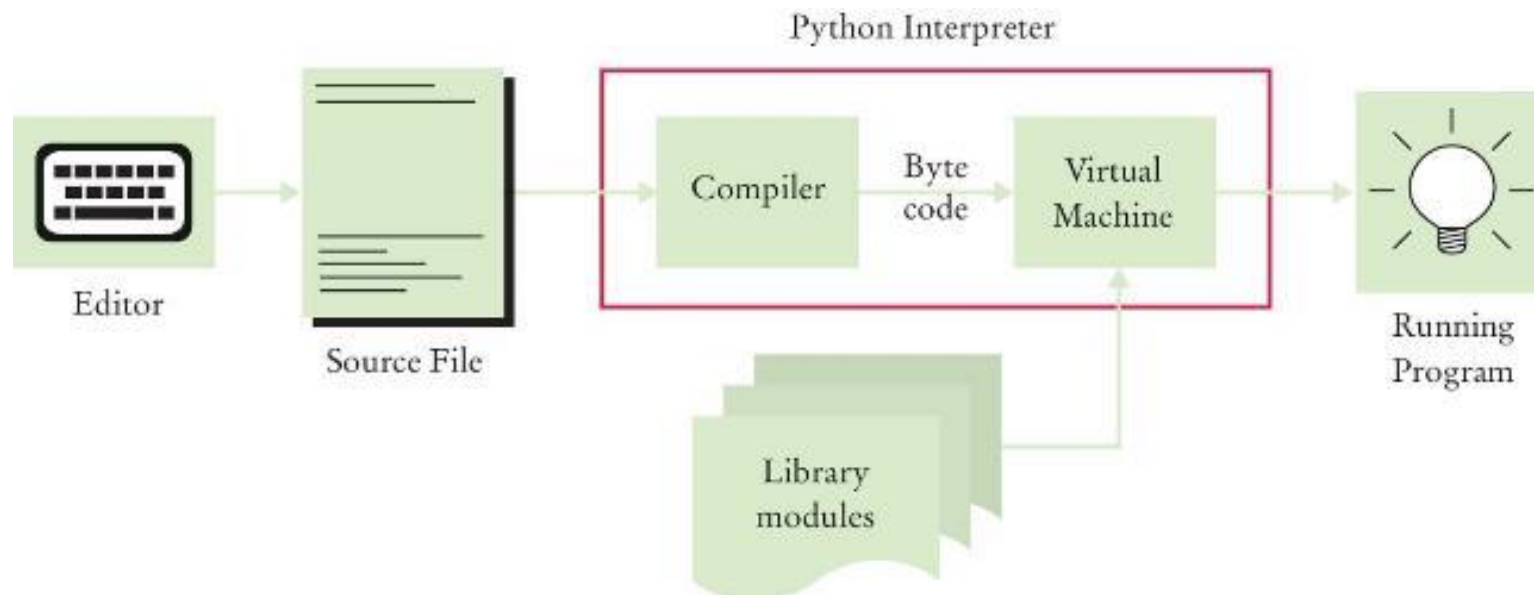 Python Interpreter
Editor
Source File
Compiler
Byte
code
Virtual
Machine
Library
modules
Running
Program